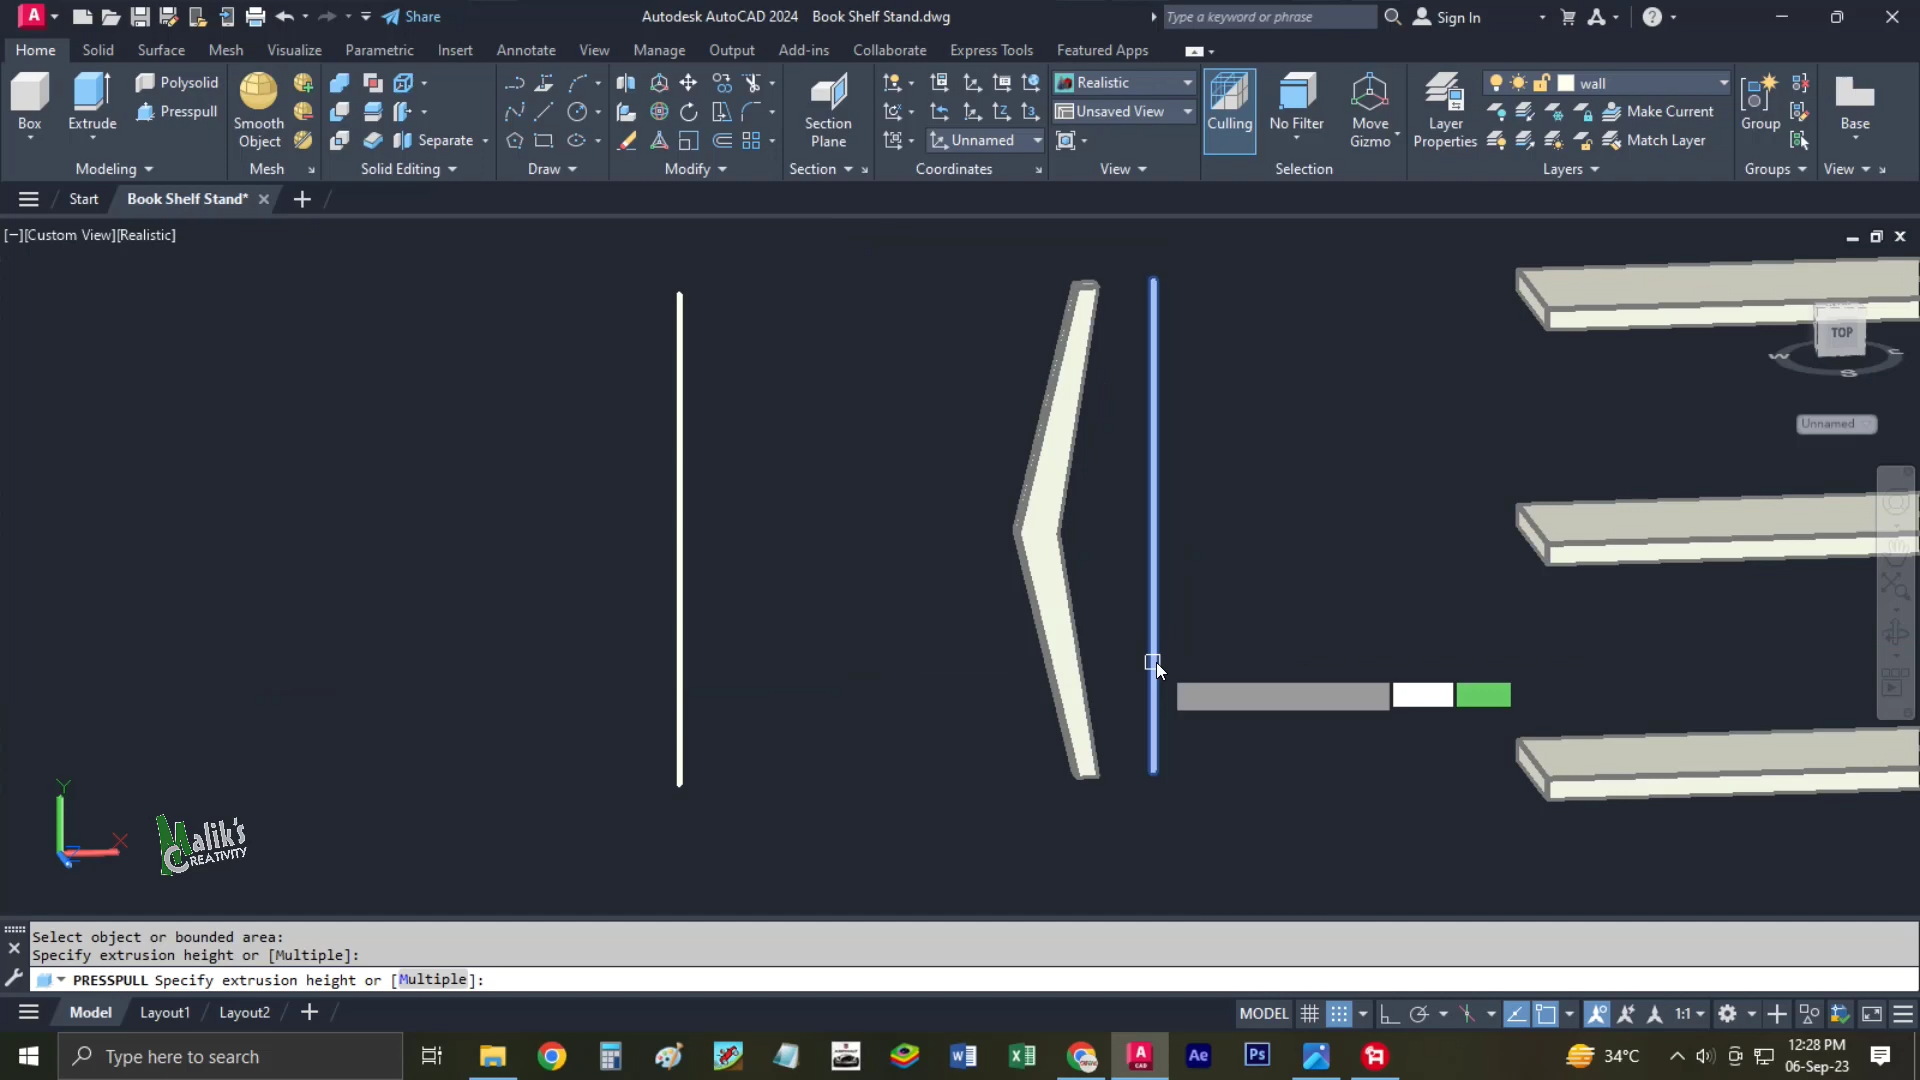 Share
Autodesk AutoCAD 2024 Book Shelf Stand.dwg
Type a keyword or phrase
Sign In
Home Solid Surface Mesh Visualize Parametric Insert Annotate View Manage Output Add-ins Collaborate Express Tools Featured Apps
Box
Extrude
Polysolid
Presspull
Smooth Object
Separate
Section Plane
Unnamed
Realistic
Unsaved View
Culling
No Filter
Move Gizmo
Layer Properties
wall
Make Current
Match Layer
Group
Base
Modeling Mesh Solid Editing Draw Modify Section Coordinates View Selection Layers Groups View
Start
Book Shelf Stand*
[−][Custom View][Realistic]
TOP
W
S
Unnamed
Y
X
Z
Malik's
CREATIVITY
Select object or bounded area:
Specify extrusion height or [Multiple]:
PRESSPULL Specify extrusion height or [Multiple]:
Model Layout1 Layout2
MODEL
1:1
Type here to search
Ae
Ps
34°C
12:28 PM
06-Sep-23